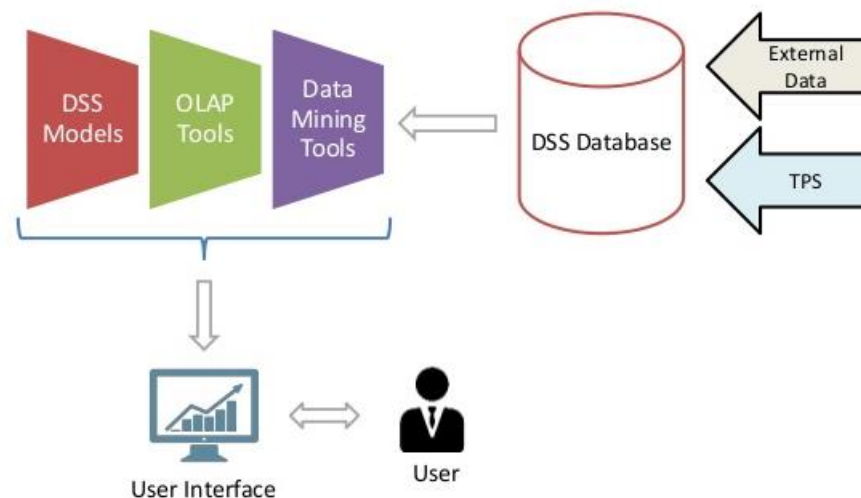 DSS
Models
OLAP
Tools
Data
Mining
Tools
DSS Database
External
Data
TPS
User Interface
User